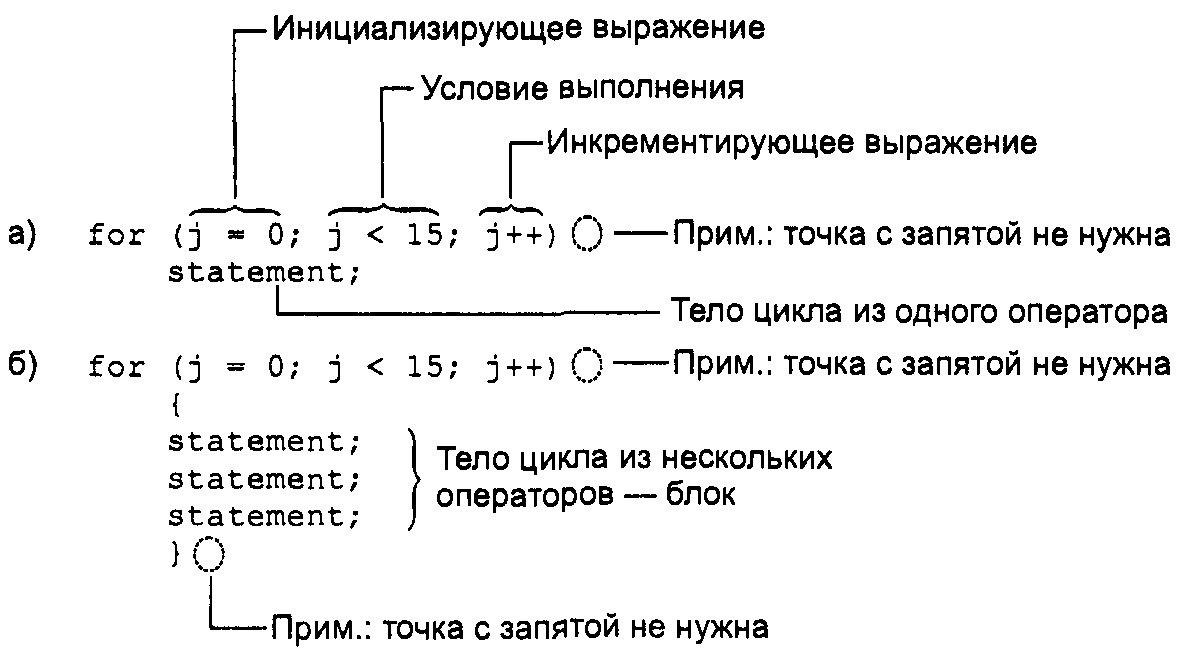 Инициализирующее выражение
Условие выполнения
Инкрементирующее выражение
а) for (j = 0; j < 15; j++) Прим.: точка с запятой не нужна
statement;
Тело цикла из одного оператора
б) for (j = 0; j < 15; j++) Прим.: точка с запятой не нужна
{
statement;
statement;
statement;
Тело цикла из нескольких
операторов — блок
}
Прим.: точка с запятой не нужна